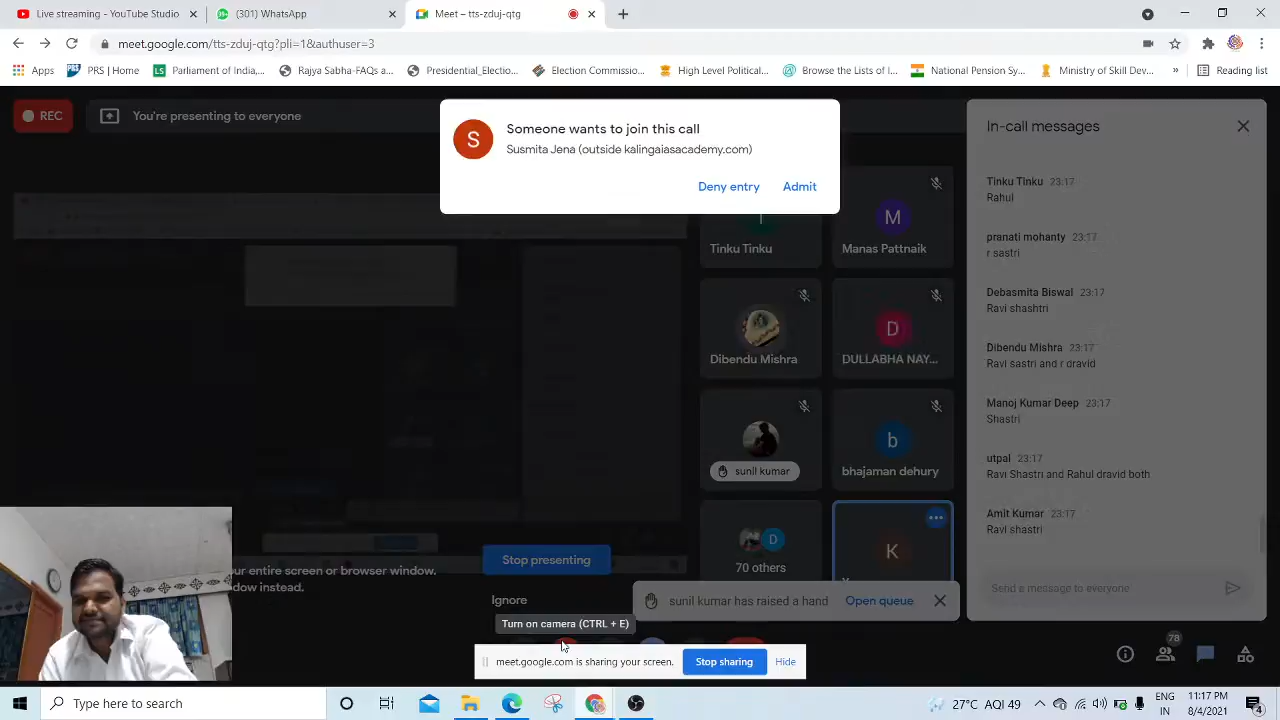 Live streaming - YouTube Studio
(301) WhatsApp
Meet – tts-zduj-qtg
meet.google.com/tts-zduj-qtg?pli=1&authuser=3
Apps
PRS | Home
Parliament of India,...
Rajya Sabha-FAQs a...
Presidential_Electio...
Election Commissio...
High Level Political...
Browse the Lists of I...
National Pension Sy...
Ministry of Skill Dev...
»
Reading list
REC
You're presenting to everyone
S
Someone wants to join this call
Susmita Jena (outside kalingaiasacademy.com)
Deny entry
Admit
In-call messages
Tinku Tinku 23:17
Rahul
pranati mohanty 23:17
r sastri
Debasmita Biswal 23:17
Ravi shashtri
Dibendu Mishra 23:17
Ravi sastri and r dravid
Manoj Kumar Deep 23:17
Shastri
utpal 23:17
Ravi Shastri and Rahul dravid both
Amit Kumar 23:17
Ravi shastri
Send a message to everyone
Tinku Tinku
M
Manas Pattnaik
Dibendu Mishra
D
DULLABHA NAY...
sunil kumar
b
bhajaman dehury
D
70 others
K
Stop presenting
our entire screen or browser window.
dow instead.
Ignore
sunil kumar has raised a hand
Open queue
Turn on camera (CTRL + E)
meet.google.com is sharing your screen.
Stop sharing
Hide
78
Type here to search
27°C AQI 49
ENG
IN
11:17 PM
8/4/2021
4